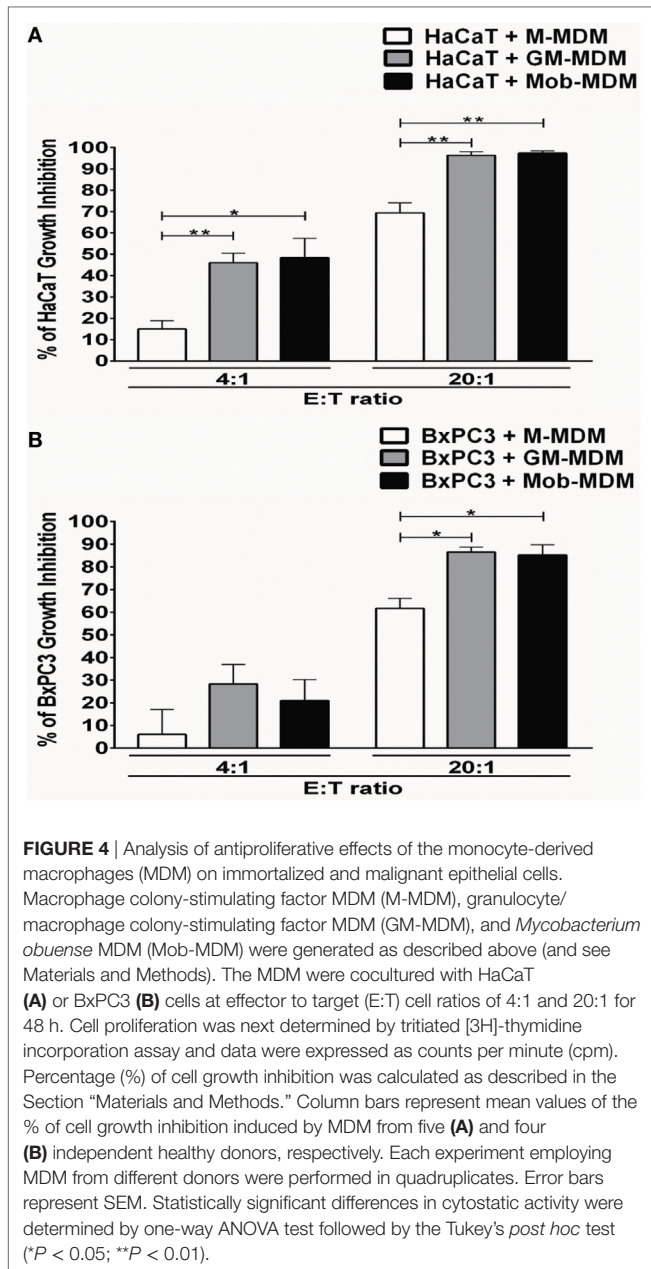 A
HaCaT + M-MDM
HaCaT + GM-MDM
HaCaT + Mob-MDM
% of HaCaT Growth Inhibition
100
90
80
70
60
50
40
30
20
10
0
*
**
**
**
4:1
20:1
E:T ratio
B
BxPC3 + M-MDM
BxPC3 + GM-MDM
BxPC3 + Mob-MDM
% of BxPC3 Growth Inhibition
100
90
80
70
60
50
40
30
20
10
0
*
*
4:1
20:1
E:T ratio
FIGURE 4 | Analysis of antiproliferative effects of the monocyte-derived
macrophages (MDM) on immortalized and malignant epithelial cells.
Macrophage colony-stimulating factor MDM (M-MDM), granulocyte/
macrophage colony-stimulating factor MDM (GM-MDM), and Mycobacterium
obuense MDM (Mob-MDM) were generated as described above (and see
Materials and Methods). The MDM were cocultured with HaCaT
(A) or BxPC3 (B) cells at effector to target (E:T) cell ratios of 4:1 and 20:1 for
48 h. Cell proliferation was next determined by tritiated [3H]-thymidine
incorporation assay and data were expressed as counts per minute (cpm).
Percentage (%) of cell growth inhibition was calculated as described in the
Section “Materials and Methods.” Column bars represent mean values of the
% of cell growth inhibition induced by MDM from five (A) and four
(B) independent healthy donors, respectively. Each experiment employing
MDM from different donors were performed in quadruplicates. Error bars
represent SEM. Statistically significant differences in cytostatic activity were
determined by one-way ANOVA test followed by the Tukey’s post hoc test
(*P < 0.05; **P < 0.01).